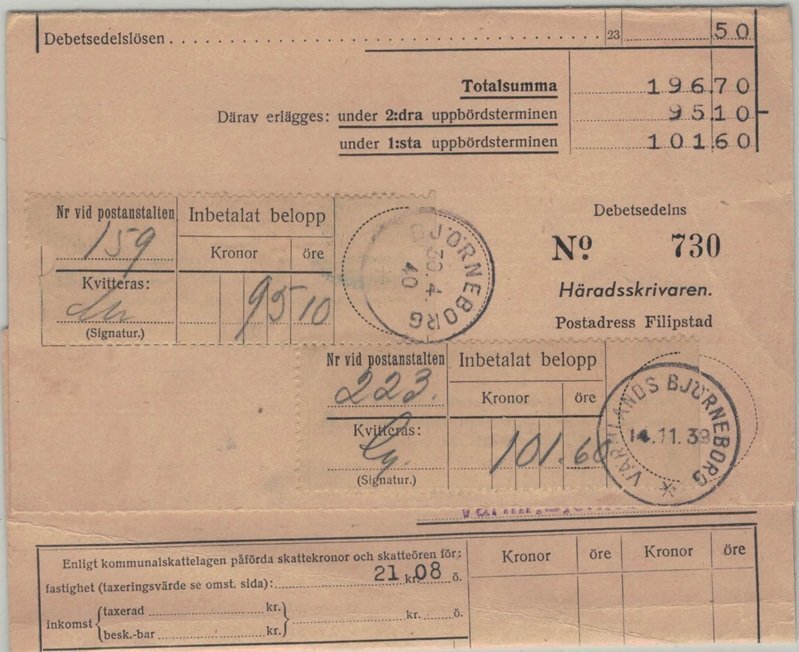 Debetsedelslösen 23 50
Totalsumma 196.70
Därav erlägges: under 2:dra uppbördsterminen 95.10
under 1:sta uppbördsterminen 101.60
Nr vid postanstalten
159
Kvitteras:
(Signatur.)
Inbetalat belopp
Kronor öre
95 10
BJÖRNEBORG
30. 4. 40
Debetsedelns
No. 730
Häradsskrivaren.
Postadress Filipstad
Nr vid postanstalten
223.
Kvitteras:
(Signatur.)
Inbetalat belopp
Kronor öre
101.60
VÄRMLANDS BJÖRNEBORG
14.11.39
Enligt kommunalskattelagen påförda skattekronor och skatteören för:
fastighet (taxeringsvärde se omst. sida): 21 kr. 08 ö.
inkomst { taxerad kr. } kr. ö.
besk.-bar kr.
Kronor öre Kronor öre